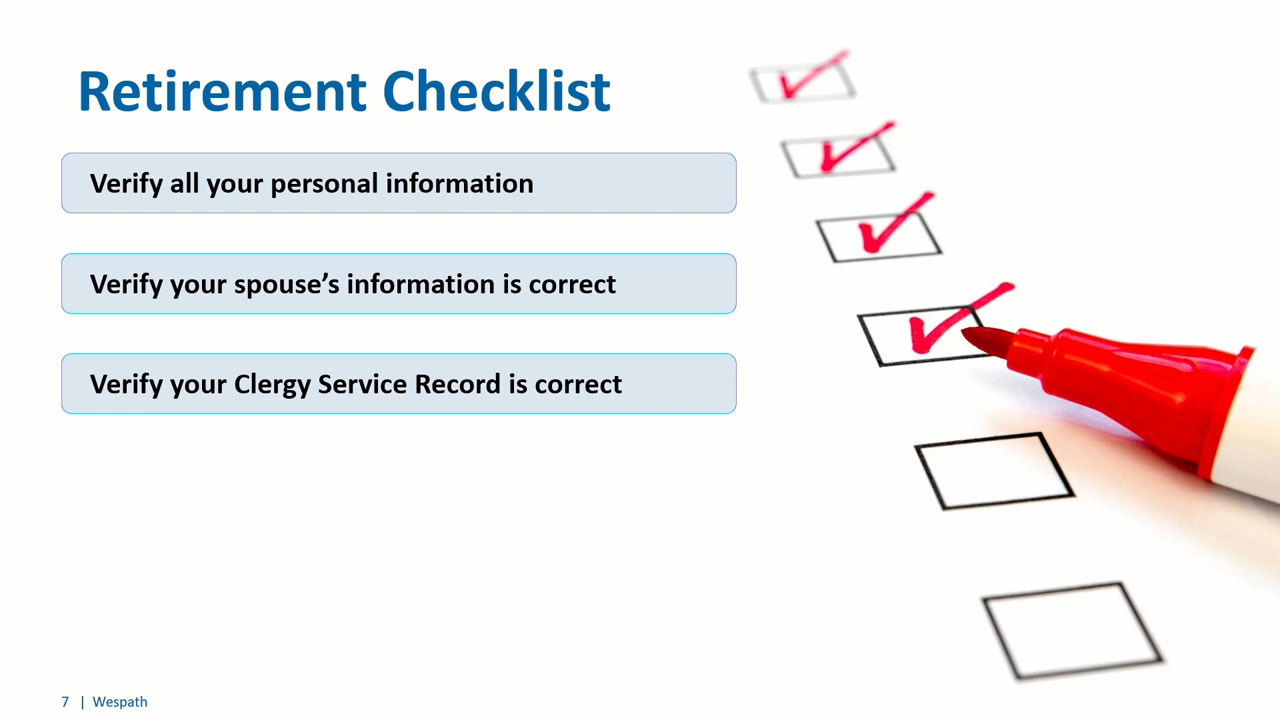 Retirement Checklist
Verify all your personal information
Verify your spouse’s information is correct
Verify your Clergy Service Record is correct
7 | Wespath